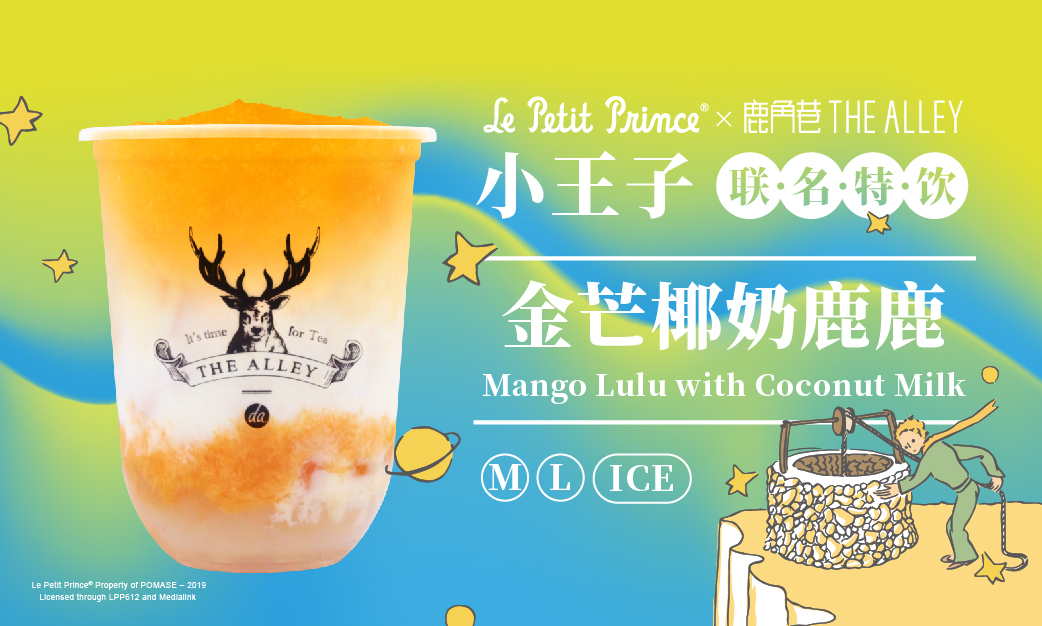 Le Petit Prince® × 鹿角巷 THE ALLEY
小王子 联·名·特·饮
金芒椰奶鹿鹿
Mango Lulu with Coconut Milk
M L ICE
It's time for Tea
THE ALLEY
da
Le Petit Prince® Property of POMASE – 2019
Licensed through LPP612 and Medialink